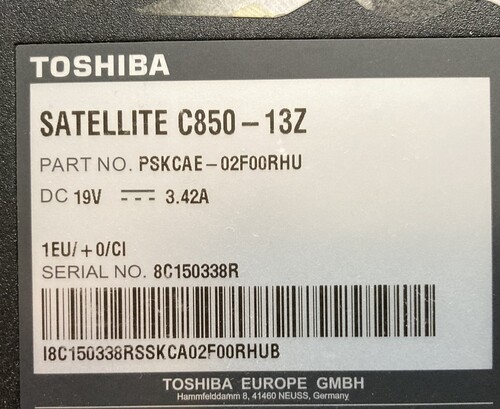 TOSHIBA
SATELLITE C850-13Z
PART NO. PSKCAE-02F00RHU
DC 19V ⎓ 3.42A
1EU/+0/CI
SERIAL NO. 8C150338R
I8C150338RSSKCA02F00RHUB
TOSHIBA EUROPE GMBH
Hammfelddamm 8, 41460 NEUSS, Germany